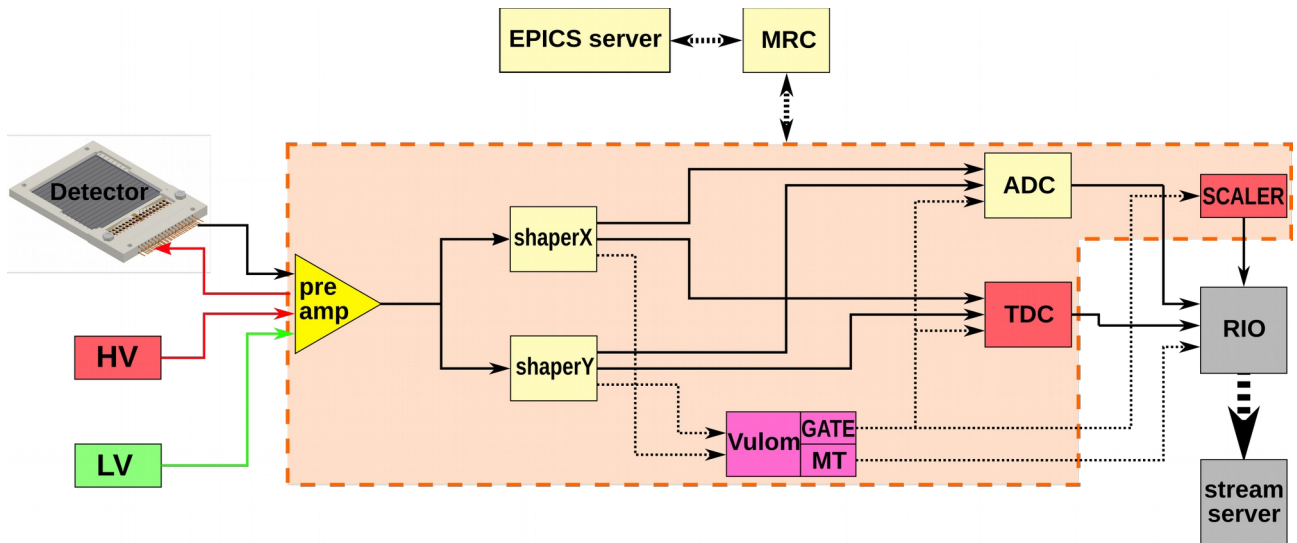 EPICS server
MRC
Detector
ADC
SCALER
shaperX
pre
amp
TDC
RIO
HV
shaperY
Vulom
GATE
MT
LV
stream
server